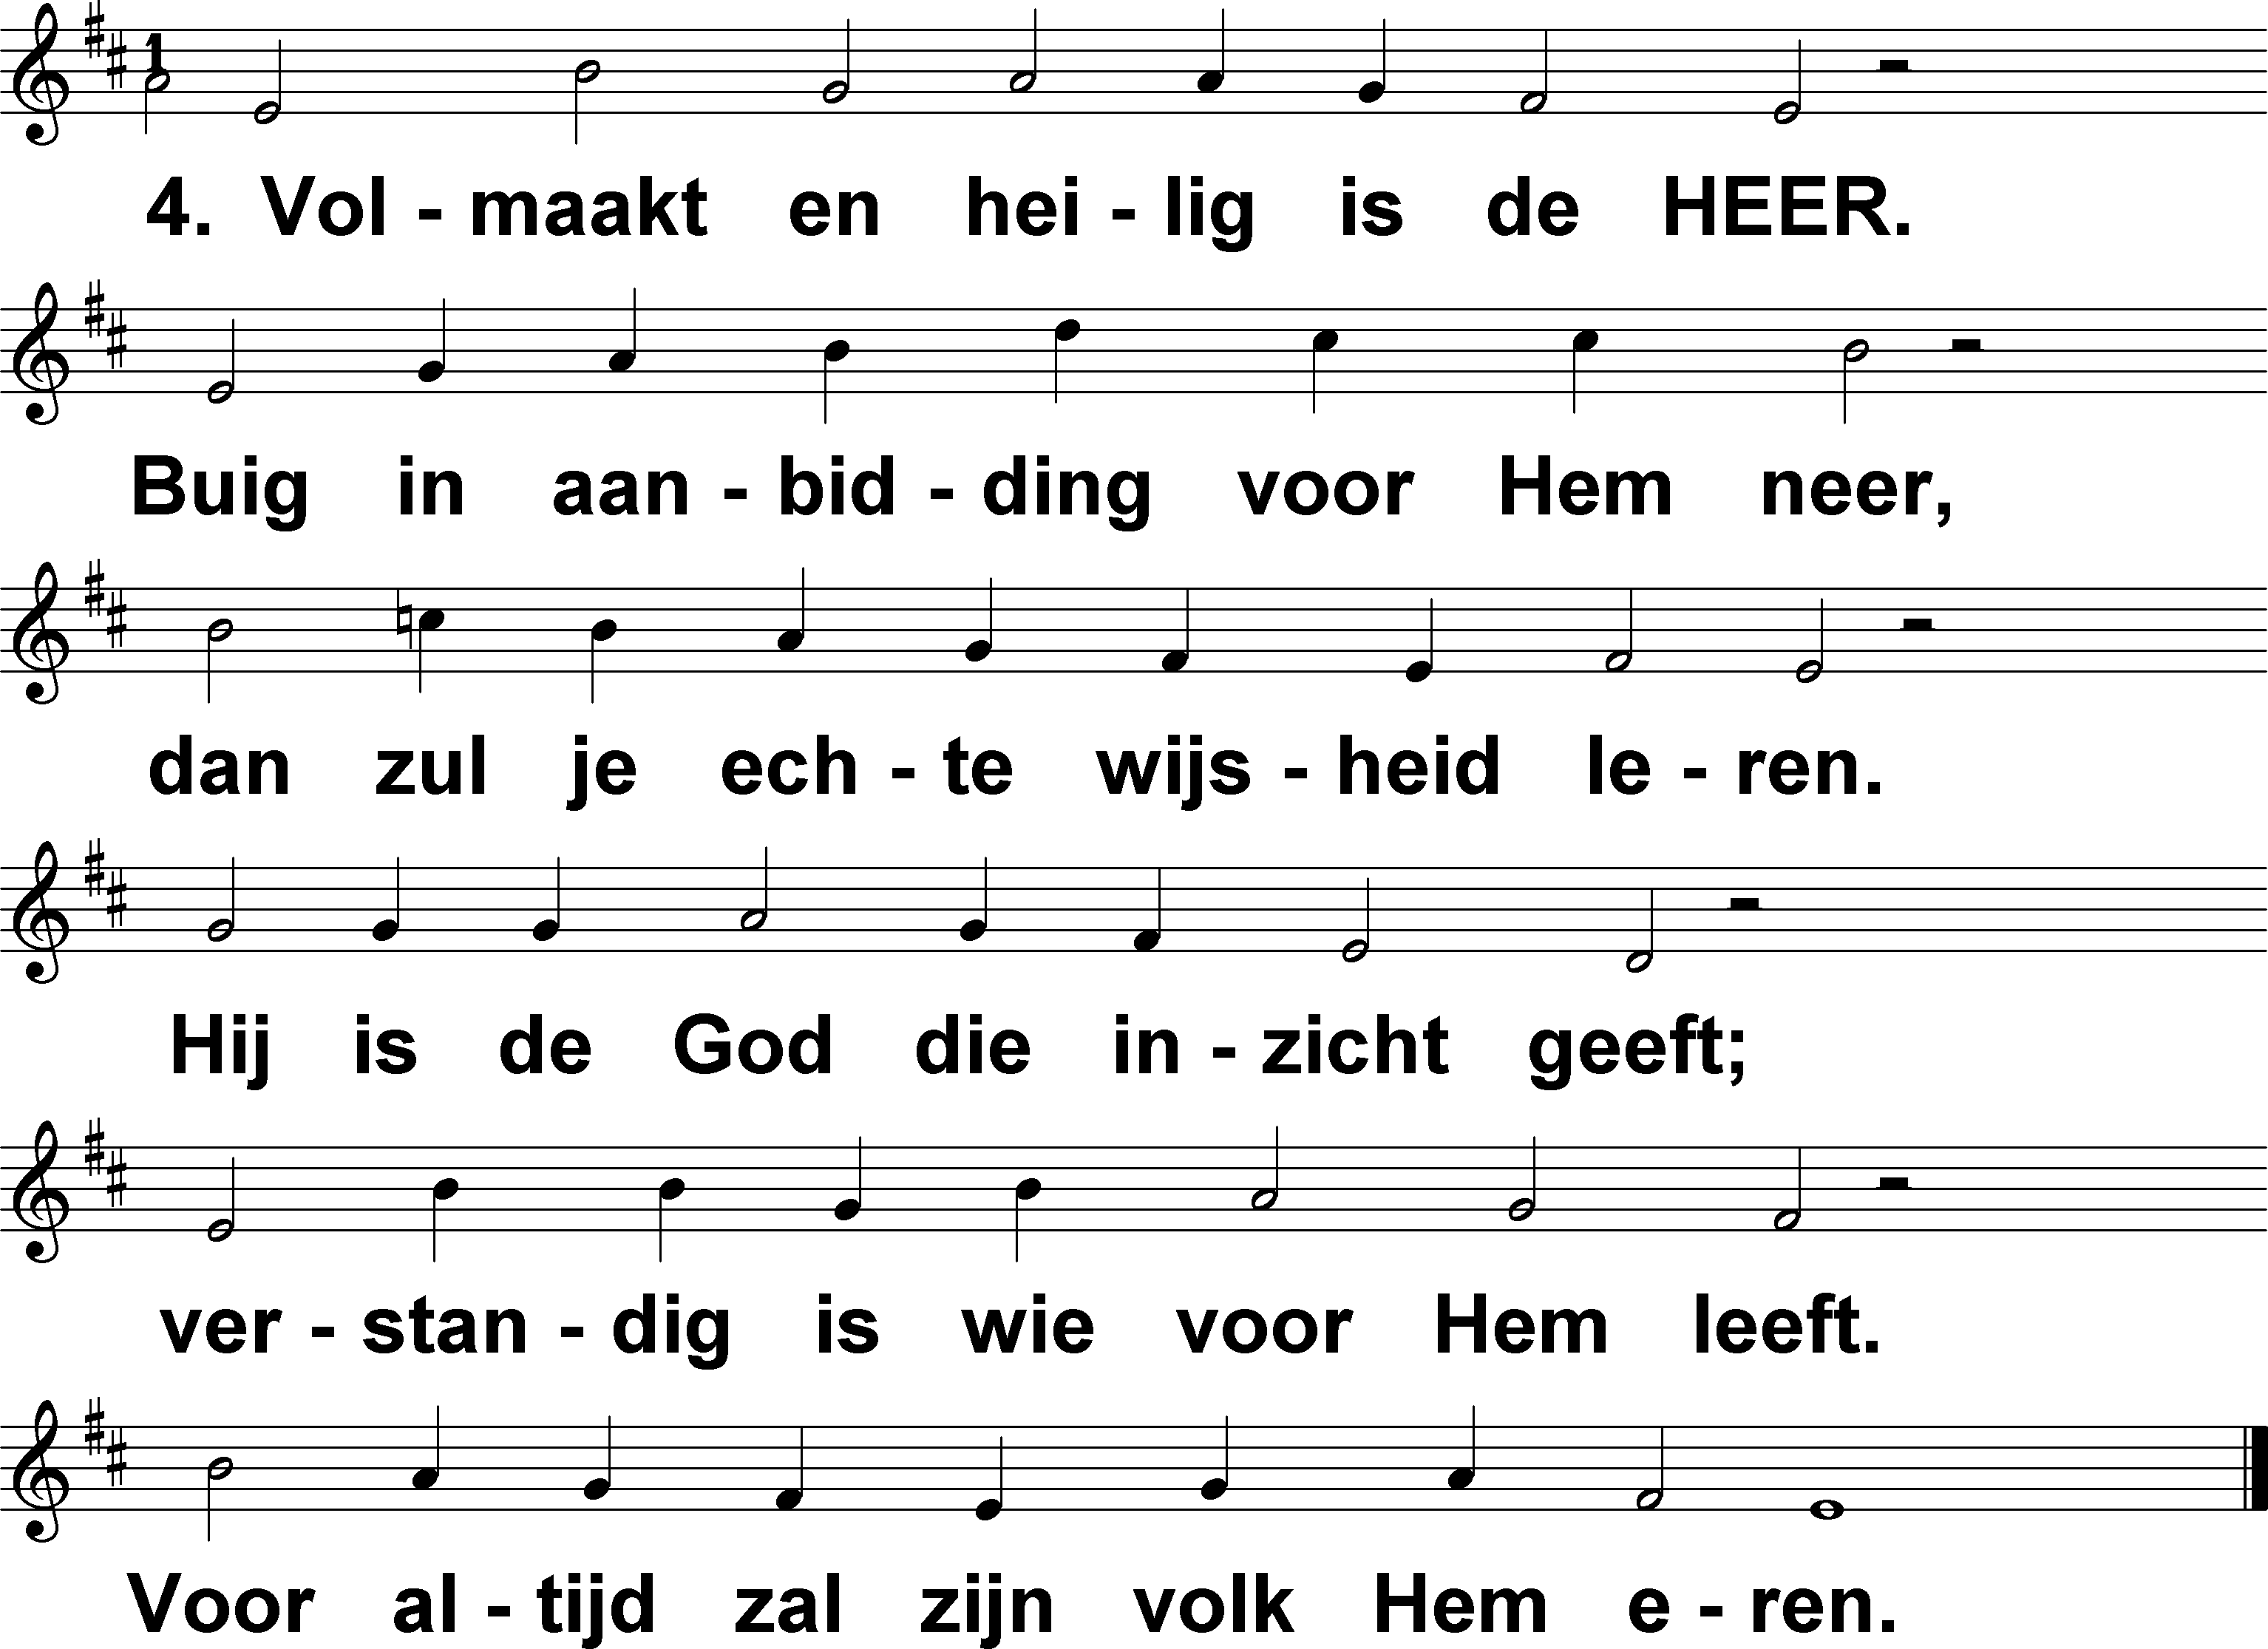 1
4. Vol - maakt en hei - lig is de HEER.
Buig in aan - bid - ding voor Hem neer,
dan zul je ech - te wijs - heid le - ren.
Hij is de God die in - zicht geeft;
ver - stan - dig is wie voor Hem leeft.
Voor al - tijd zal zijn volk Hem e - ren.